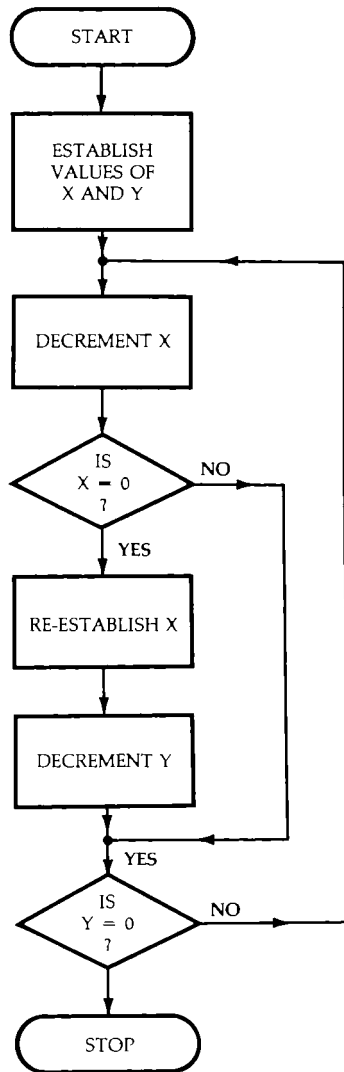 START
ESTABLISH
VALUES OF
X AND Y
DECREMENT X
IS
X = 0
?
NO
YES
RE-ESTABLISH X
DECREMENT Y
YES
IS
Y = 0
?
NO
STOP